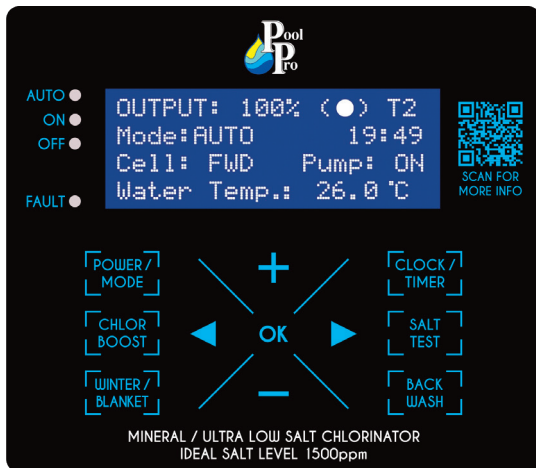 Pool
Pro
AUTO
ON
OFF
FAULT
OUTPUT: 100% (●) T2
Mode:AUTO 19:49
Cell: FWD Pump: ON
Water Temp.: 26.0 °C
SCAN FOR
MORE INFO
POWER /
MODE
+
CLOCK /
TIMER
CHLOR
BOOST
◀ OK ▶
SALT
TEST
WINTER /
BLANKET
−
BACK
WASH
MINERAL / ULTRA LOW SALT CHLORINATOR
IDEAL SALT LEVEL 1500ppm